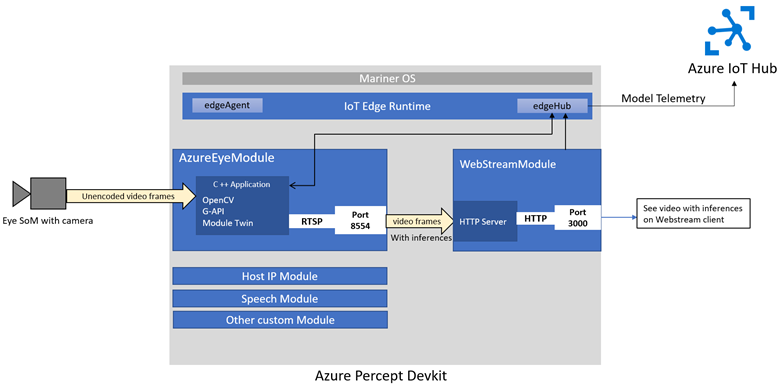 Azure IoT Hub
Mariner OS
edgeAgent
IoT Edge Runtime
edgeHub
Model Telemetry
AzureEyeModule
WebStreamModule
C ++ Application
OpenCV
G-API
Module Twin
Unencoded video frames
Eye SoM with camera
RTSP
Port
8554
video frames
With inferences
HTTP Server
HTTP
Port
3000
See video with inferences
on Webstream client
Host IP Module
Speech Module
Other custom Module
Azure Percept Devkit